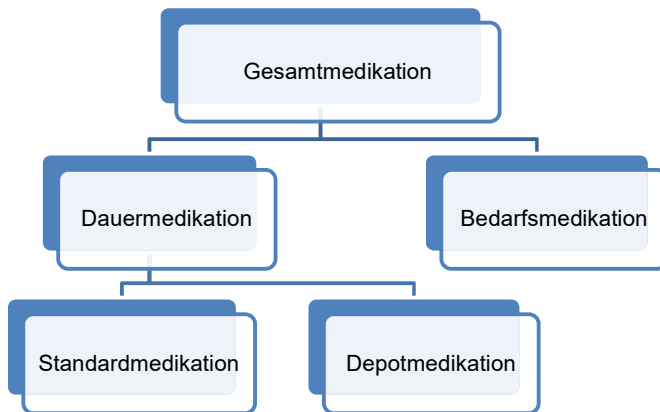 Gesamtmedikation
Dauermedikation
Bedarfsmedikation
Standardmedikation
Depotmedikation